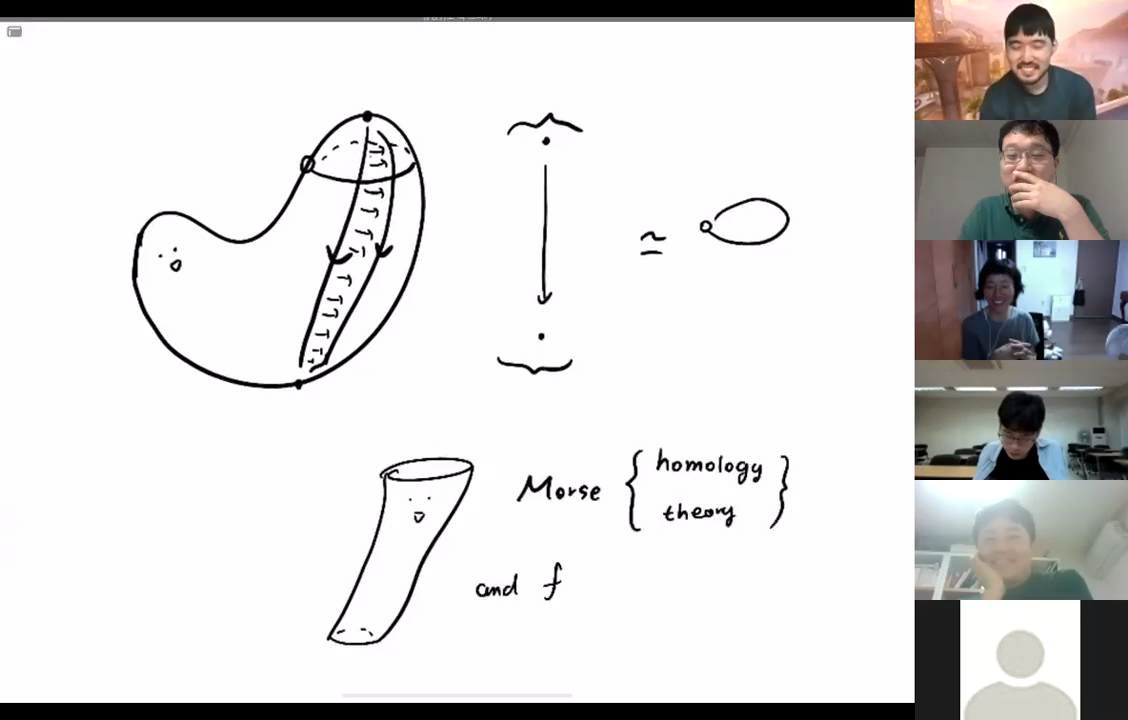 ≃
Morse { homology
theory }
and f